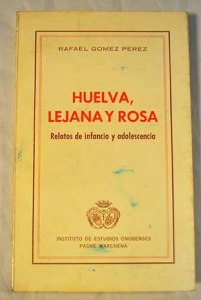 RAFAEL GOMEZ PEREZ
HUELVA,
LEJANA Y ROSA
Relatos de infancia y adolescencia
INSTITUTO DE ESTUDIOS ONUBENSES
PADRE MARCHENA